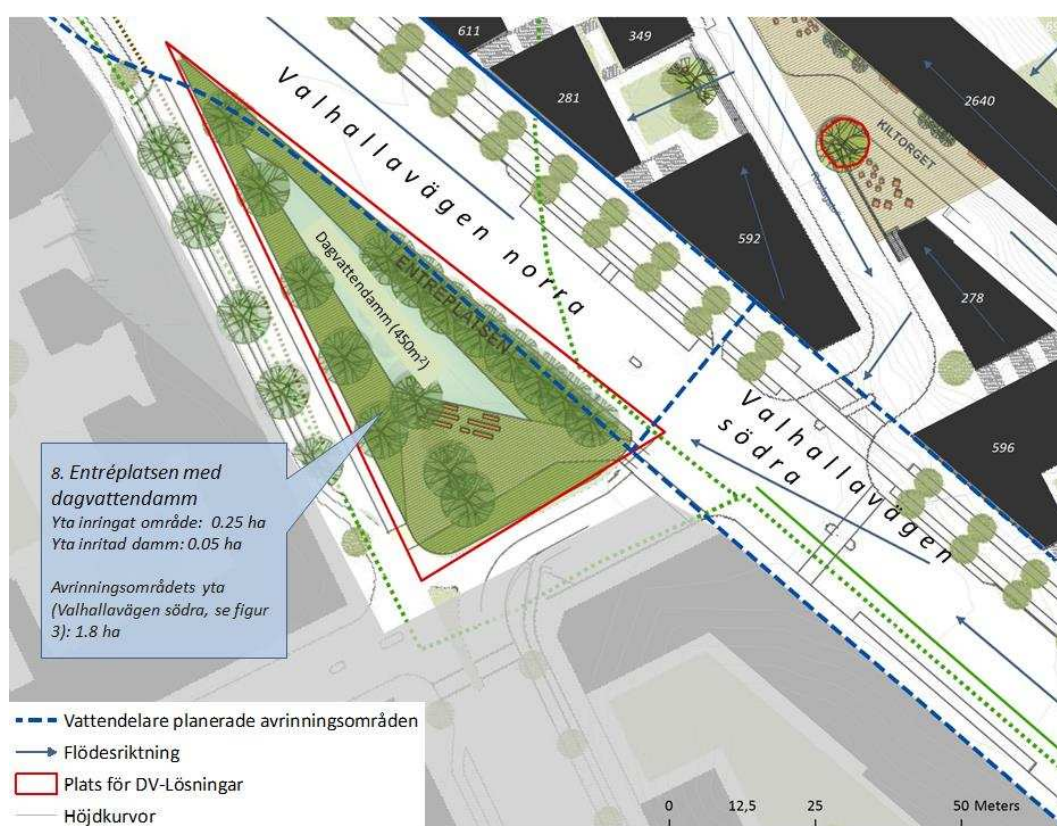 611
349
281
2640
KILTORGET
592
278
596
Valhallavägen norra
Valhallavägen
södra
ENTRÉPLATSEN
Dagvattendamm (450m²)
8. Entréplatsen med
dagvattendamm
Yta inringat område: 0.25 ha
Yta inritad damm: 0.05 ha
Avrinningsområdets yta
(Valhallavägen södra, se figur
3): 1.8 ha
Vattendelare planerade avrinningsområden
Flödesriktning
Plats för DV-Lösningar
Höjdkurvor
0 12,5 25 50 Meters